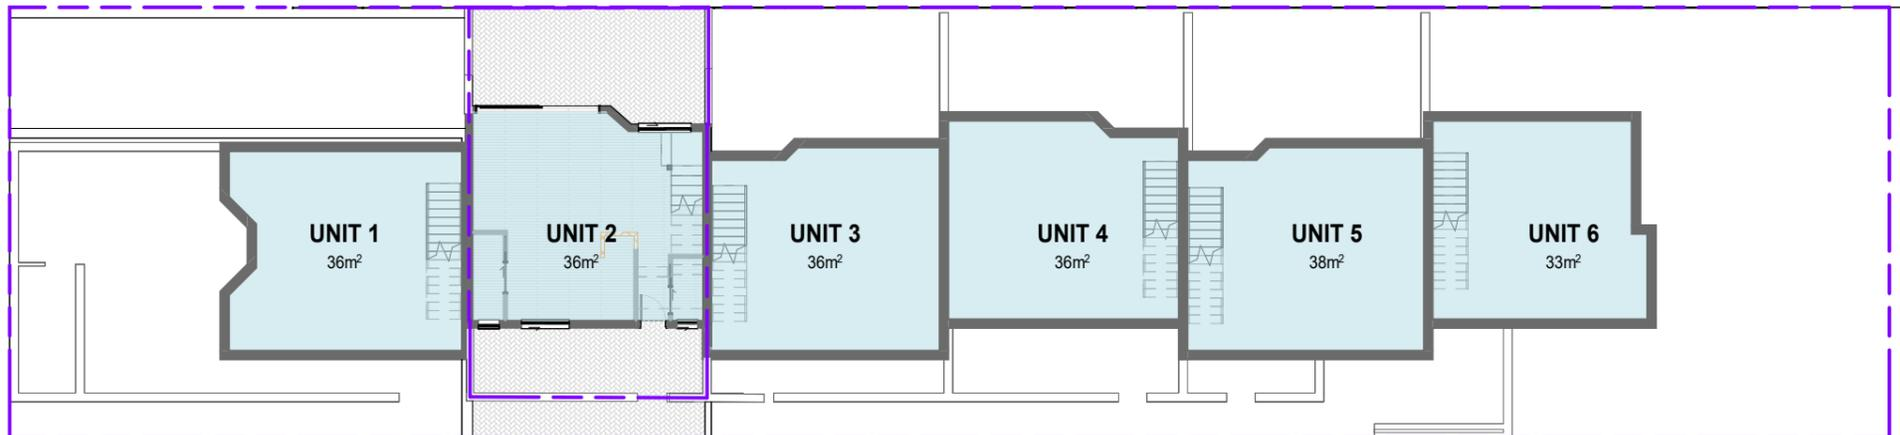 UNIT 1
36m²
UNIT 2
36m²
UNIT 3
36m²
UNIT 4
36m²
UNIT 5
38m²
UNIT 6
33m²